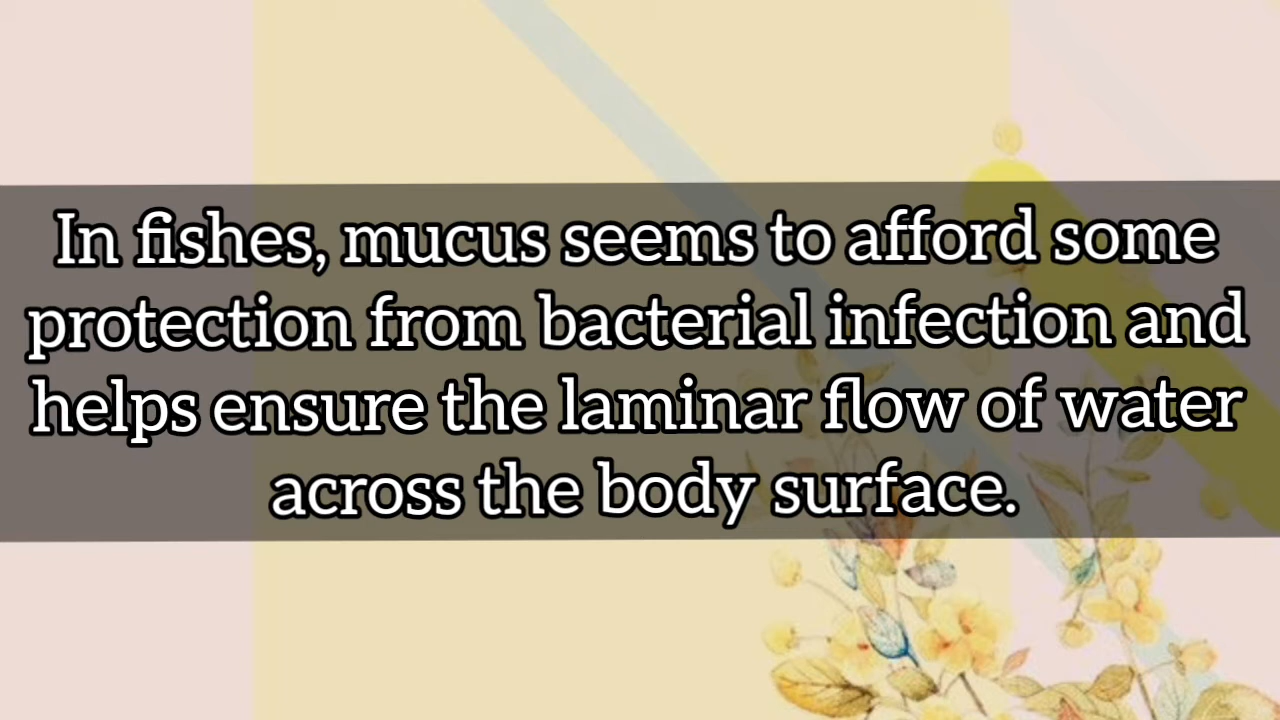 In fishes, mucus seems to afford some
protection from bacterial infection and
helps ensure the laminar flow of water
across the body surface.